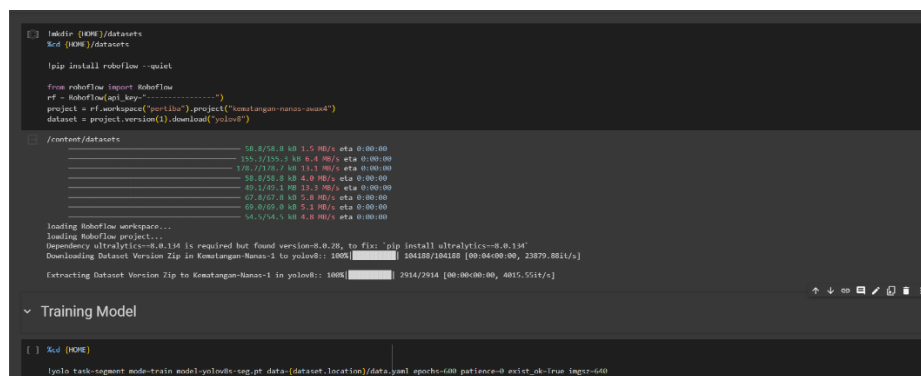 [ ] !mkdir {HOME}/datasets
%cd {HOME}/datasets
!pip install roboflow --quiet
from roboflow import Roboflow
rf = Roboflow(api_key="----------------")
project = rf.workspace("pertiba").project("kematangan-nanas-awax4")
dataset = project.version(1).download("yolov8")
/content/datasets
58.8/58.8 kB 1.5 MB/s eta 0:00:00
155.3/155.3 kB 6.4 MB/s eta 0:00:00
178.7/178.7 kB 13.1 MB/s eta 0:00:00
58.8/58.8 kB 4.0 MB/s eta 0:00:00
49.1/49.1 MB 13.3 MB/s eta 0:00:00
67.8/67.8 kB 5.8 MB/s eta 0:00:00
69.0/69.0 kB 5.1 MB/s eta 0:00:00
54.5/54.5 kB 4.8 MB/s eta 0:00:00
loading Roboflow workspace...
loading Roboflow project...
Dependency ultralytics==8.0.134 is required but found version=8.0.28, to fix: `pip install ultralytics==8.0.134`
Downloading Dataset Version Zip in Kematangan-Nanas-1 to yolov8:: 100%| | 104188/104188 [00:04<00:00, 23879.88it/s]
Extracting Dataset Version Zip to Kematangan-Nanas-1 in yolov8:: 100%| | 2914/2914 [00:00<00:00, 4015.55it/s]
Training Model
[ ] %cd {HOME}
!yolo task=segment mode=train model=yolov8s-seg.pt data={dataset.location}/data.yaml epochs=600 patience=0 exist_ok=True imgsz=640